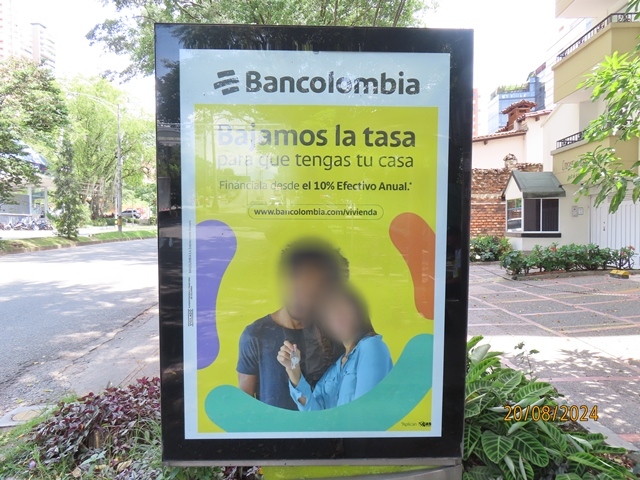 Bancolombia
Bajamos la tasa
para que tengas tu casa
Financiala desde el 10% Efectivo Anual.*
www.bancolombia.com/vivienda
20/08/2024